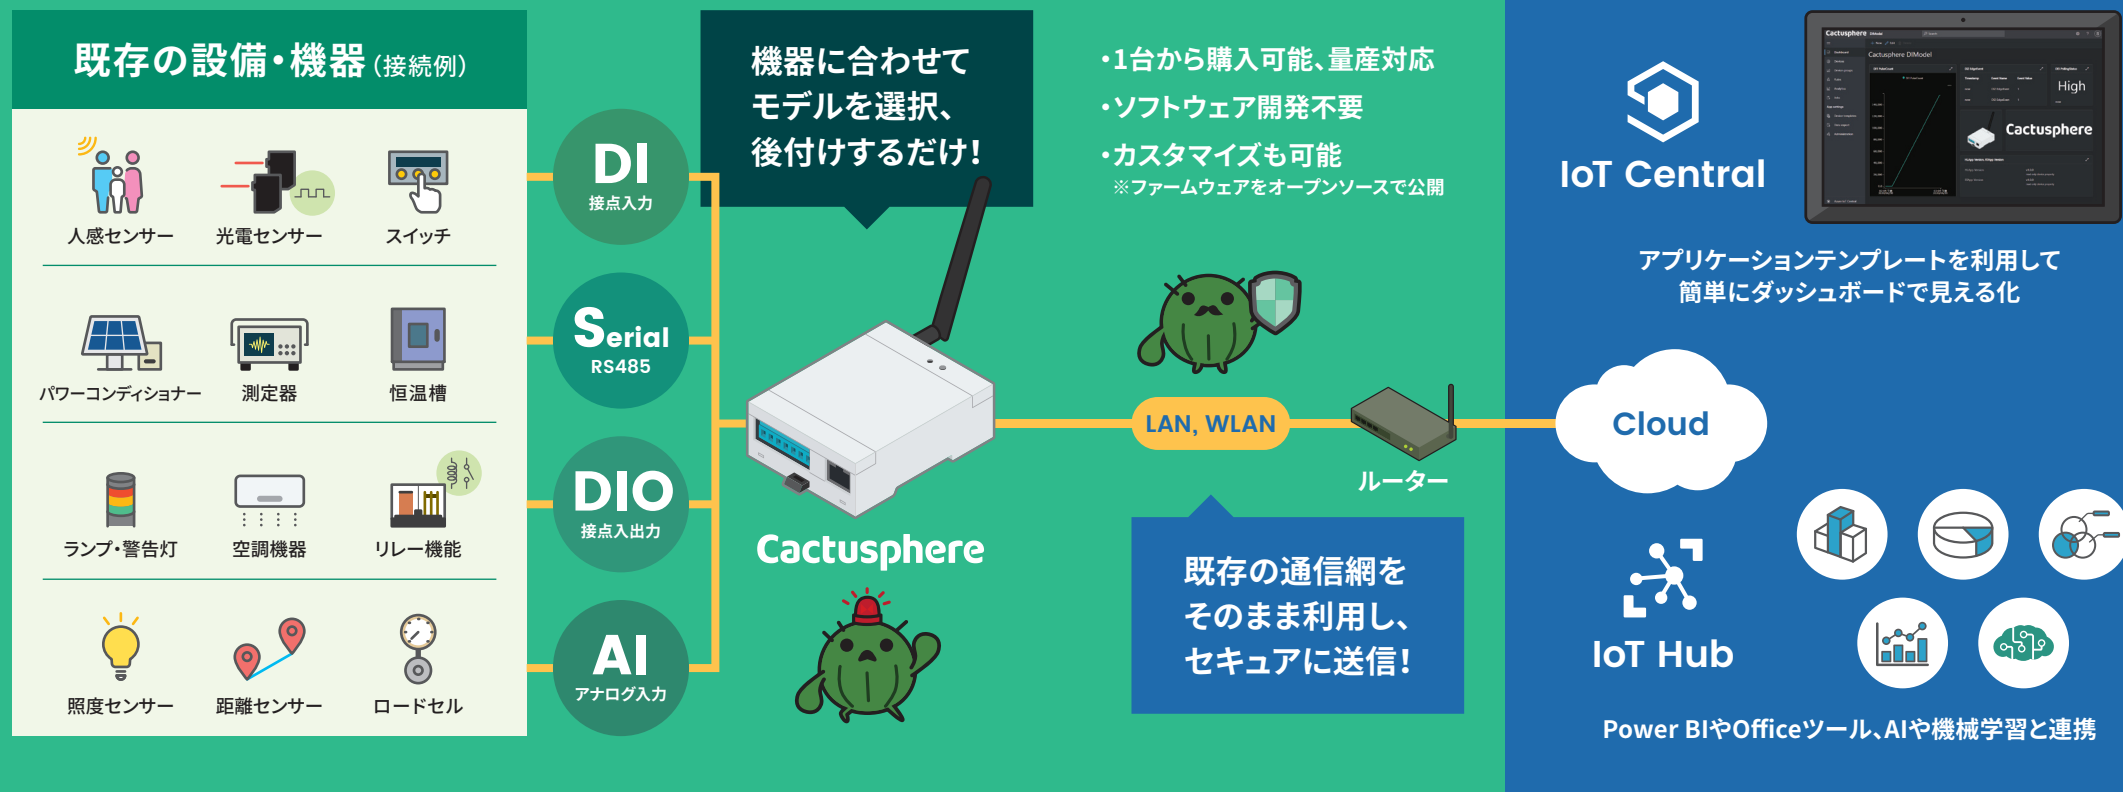 既存の設備・機器（接続例）
人感センサー
光電センサー
スイッチ
パワーコンディショナー
測定器
恒温槽
ランプ・警告灯
空調機器
リレー機能
照度センサー
距離センサー
ロードセル
DI
接点入力
Serial
RS485
DIO
接点入出力
AI
アナログ入力
機器に合わせて
モデルを選択、
後付けするだけ！
Cactusphere
・1台から購入可能、量産対応
・ソフトウェア開発不要
・カスタマイズも可能
※ファームウェアをオープンソースで公開
LAN, WLAN
ルーター
既存の通信網を
そのまま利用し、
セキュアに送信！
IoT Central
Cactusphere
Cactusphere DIModel
High
Cactusphere
アプリケーションテンプレートを利用して
簡単にダッシュボードで見える化
Cloud
IoT Hub
Power BIやOfficeツール、AIや機械学習と連携